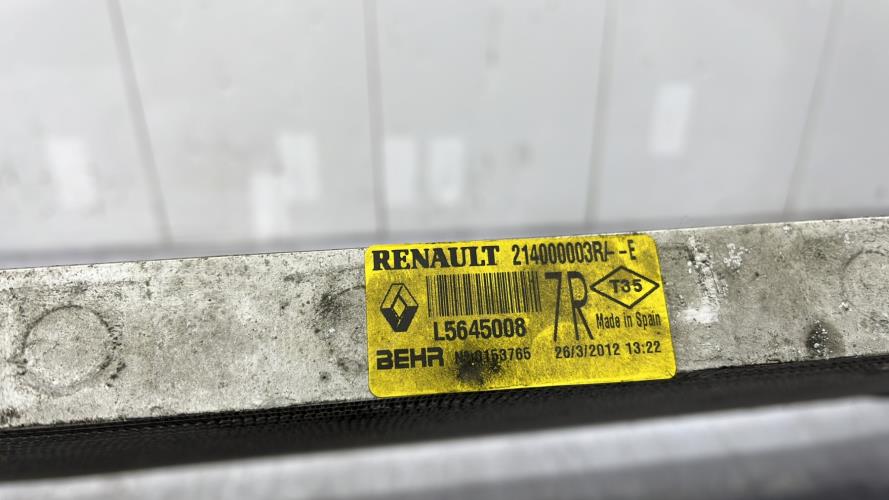 RENAULT 214000003R/--E
7R T35
L5645008 Made in Spain
BEHR 26/3/2012 13:22